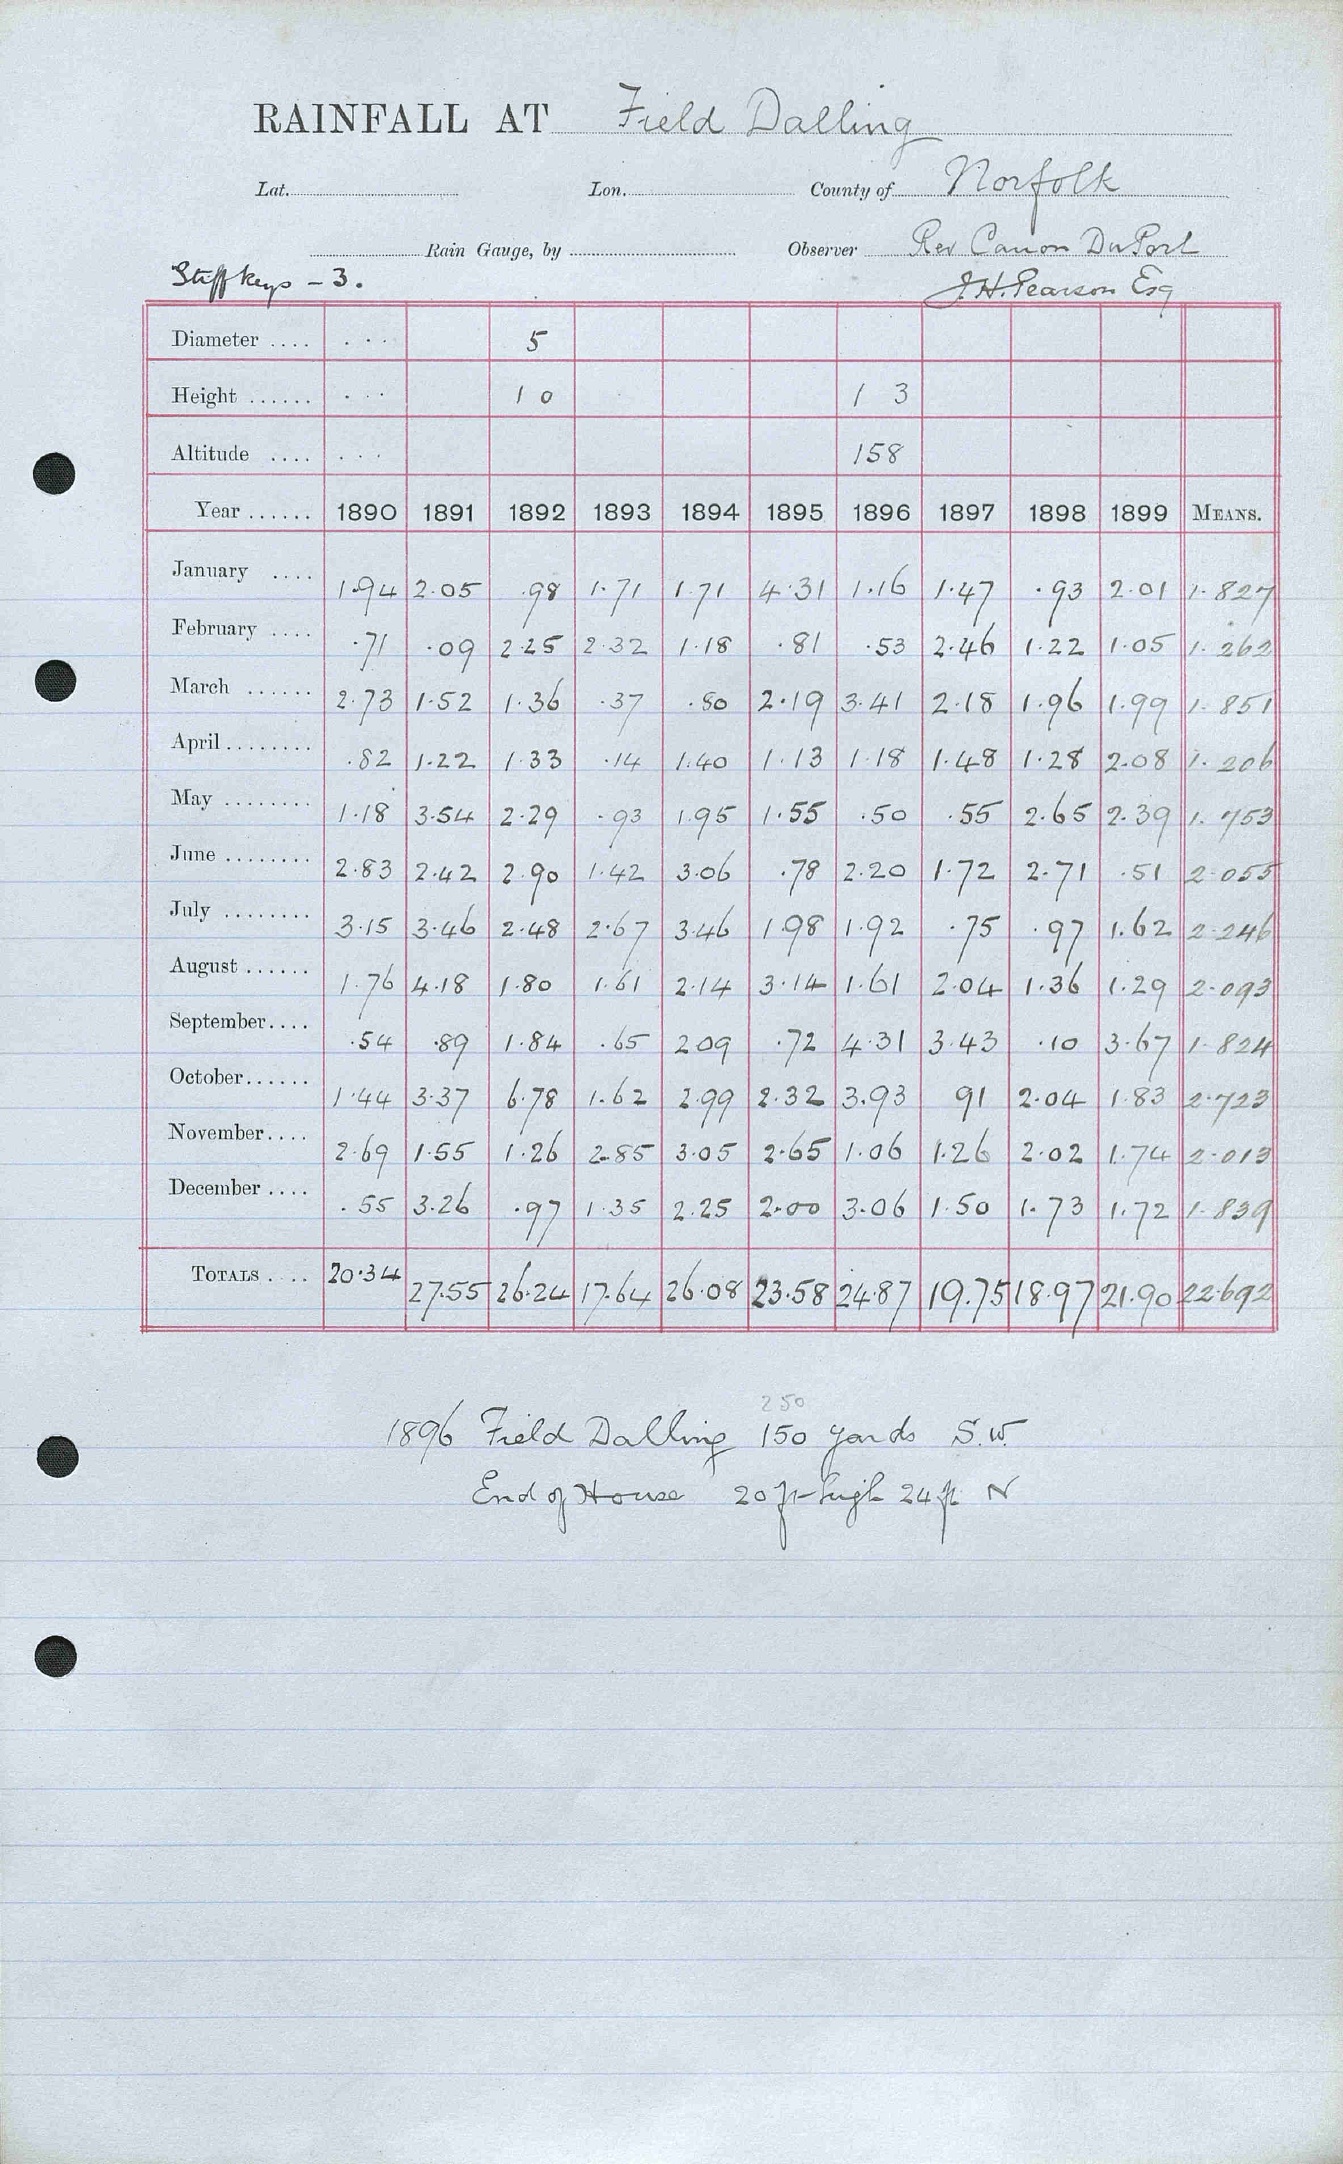 RAINFALL AT Field Dalling
Lat. Lon. County of Norfolk
Rain Gauge, by Observer Rev Canon DuPort
Stiffkeys - 3. J.H. Pearson Esq
Diameter .... ... 5
Height ...... ... 1 0 1 3
Altitude .... ... 158
Year ...... 1890 1891 1892 1893 1894 1895 1896 1897 1898 1899 MEANS.
January .... 1.94 2.05 .98 1.71 1.71 4.31 1.16 1.47 .93 2.01 1.827
February .... .71 .09 2.25 2.32 1.18 .81 .53 2.46 1.22 1.05 1.262
March ...... 2.73 1.52 1.36 .37 .80 2.19 3.41 2.18 1.96 1.99 1.851
April ........ .82 1.22 1.33 .14 1.40 1.13 1.18 1.48 1.28 2.08 1.206
May ........ 1.18 3.54 2.29 .93 1.95 1.55 .50 .55 2.65 2.39 1.753
June ........ 2.83 2.42 2.90 1.42 3.06 .78 2.20 1.72 2.71 .51 2.055
July ........ 3.15 3.46 2.48 2.67 3.46 1.98 1.92 .75 .97 1.62 2.246
August ...... 1.76 4.18 1.80 1.61 2.14 3.14 1.61 2.04 1.36 1.29 2.093
September.... .54 .89 1.84 .65 2 09 .72 4.31 3.43 .10 3.67 1.824
October...... 1.44 3.37 6.78 1.62 2.99 2.32 3.93 91 2.04 1.83 2.723
November.... 2.69 1.55 1.26 2.85 3.05 2.65 1.06 1.26 2.02 1.74 2.013
December .... .55 3.26 .97 1.35 2.25 2.00 3.06 1.50 1.73 1.72 1.839
TOTALS .... 20.34 27.55 26.24 17.64 26.08 23.58 24.87 19.75 18.97 21.90 22.692
250
1896 Field Dalling 150 yards S.W.
End of House 20 ft high 24 ft N